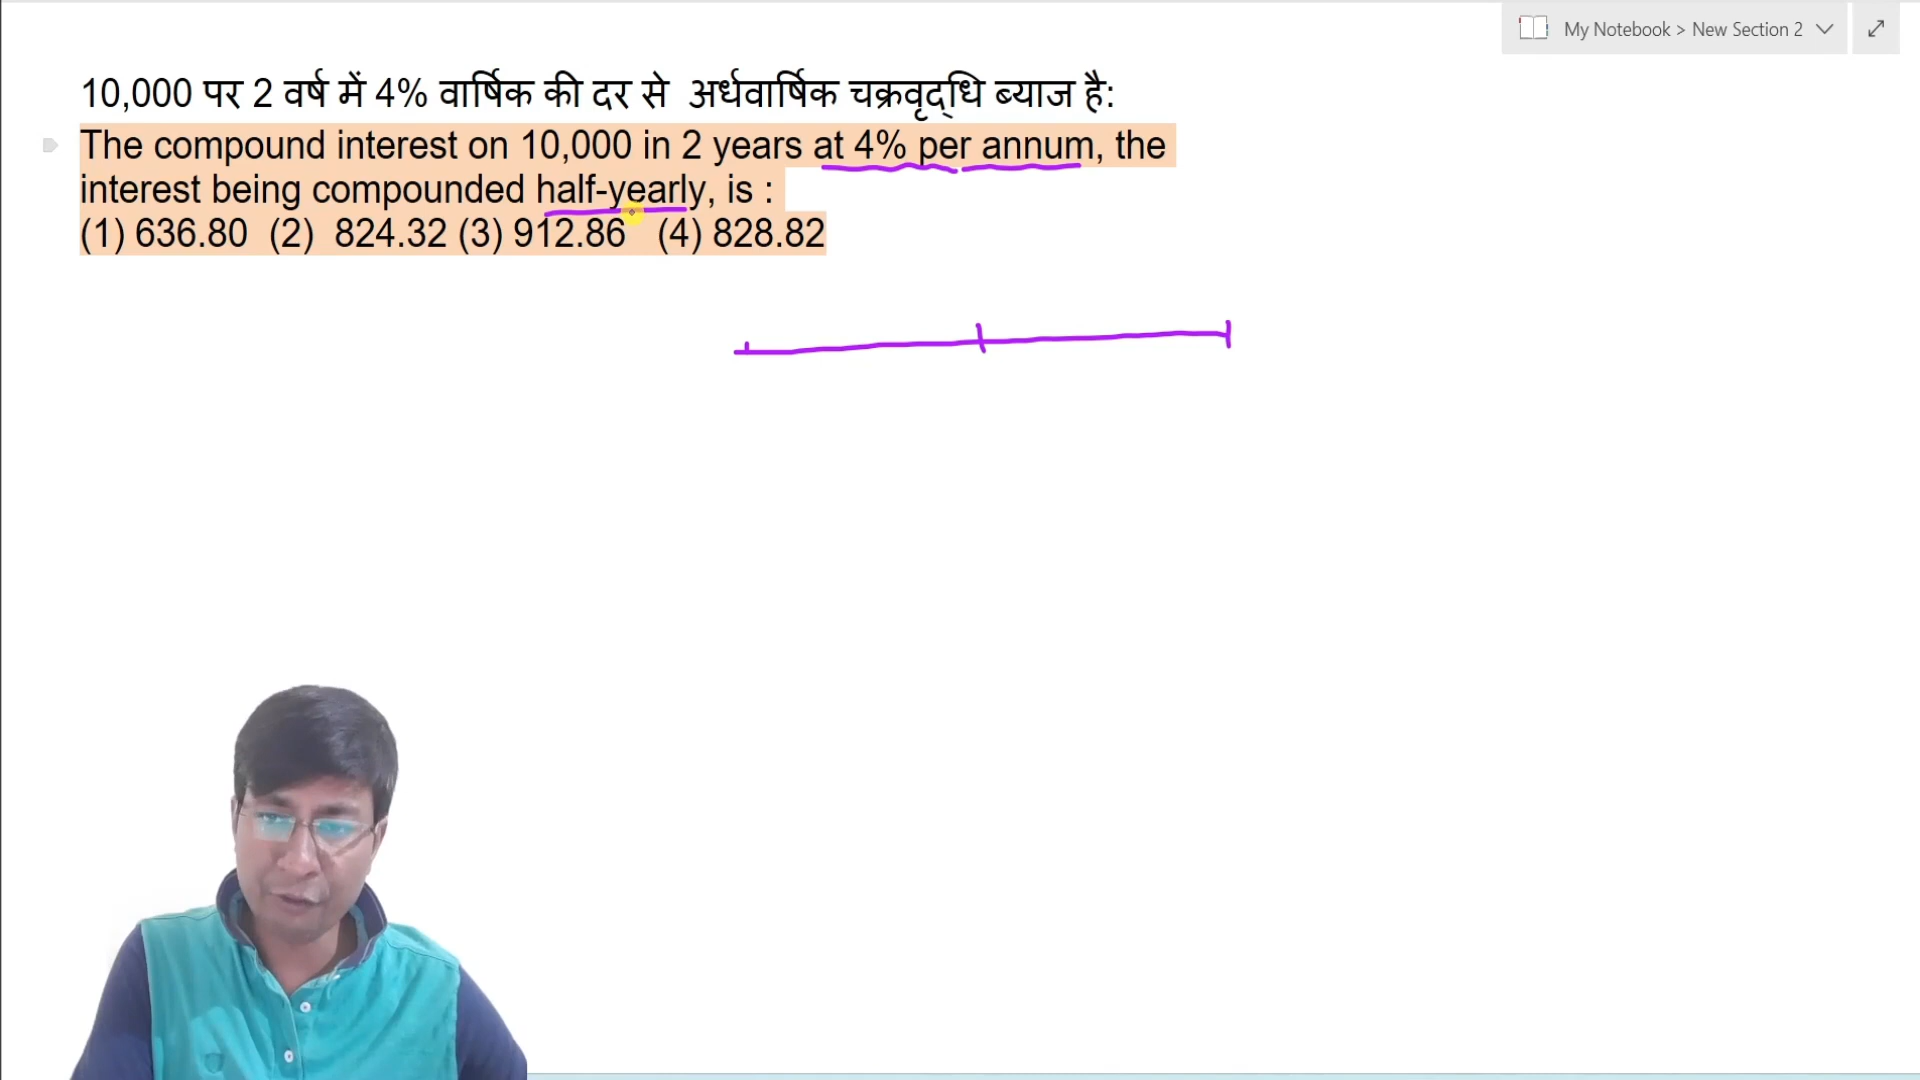 My Notebook > New Section 2
10,000 पर 2 वर्ष में 4% वार्षिक की दर से अर्धवार्षिक चक्रवृद्धि ब्याज है:
The compound interest on 10,000 in 2 years at 4% per annum, the
interest being compounded half-yearly, is :
(1) 636.80 (2) 824.32 (3) 912.86 (4) 828.82